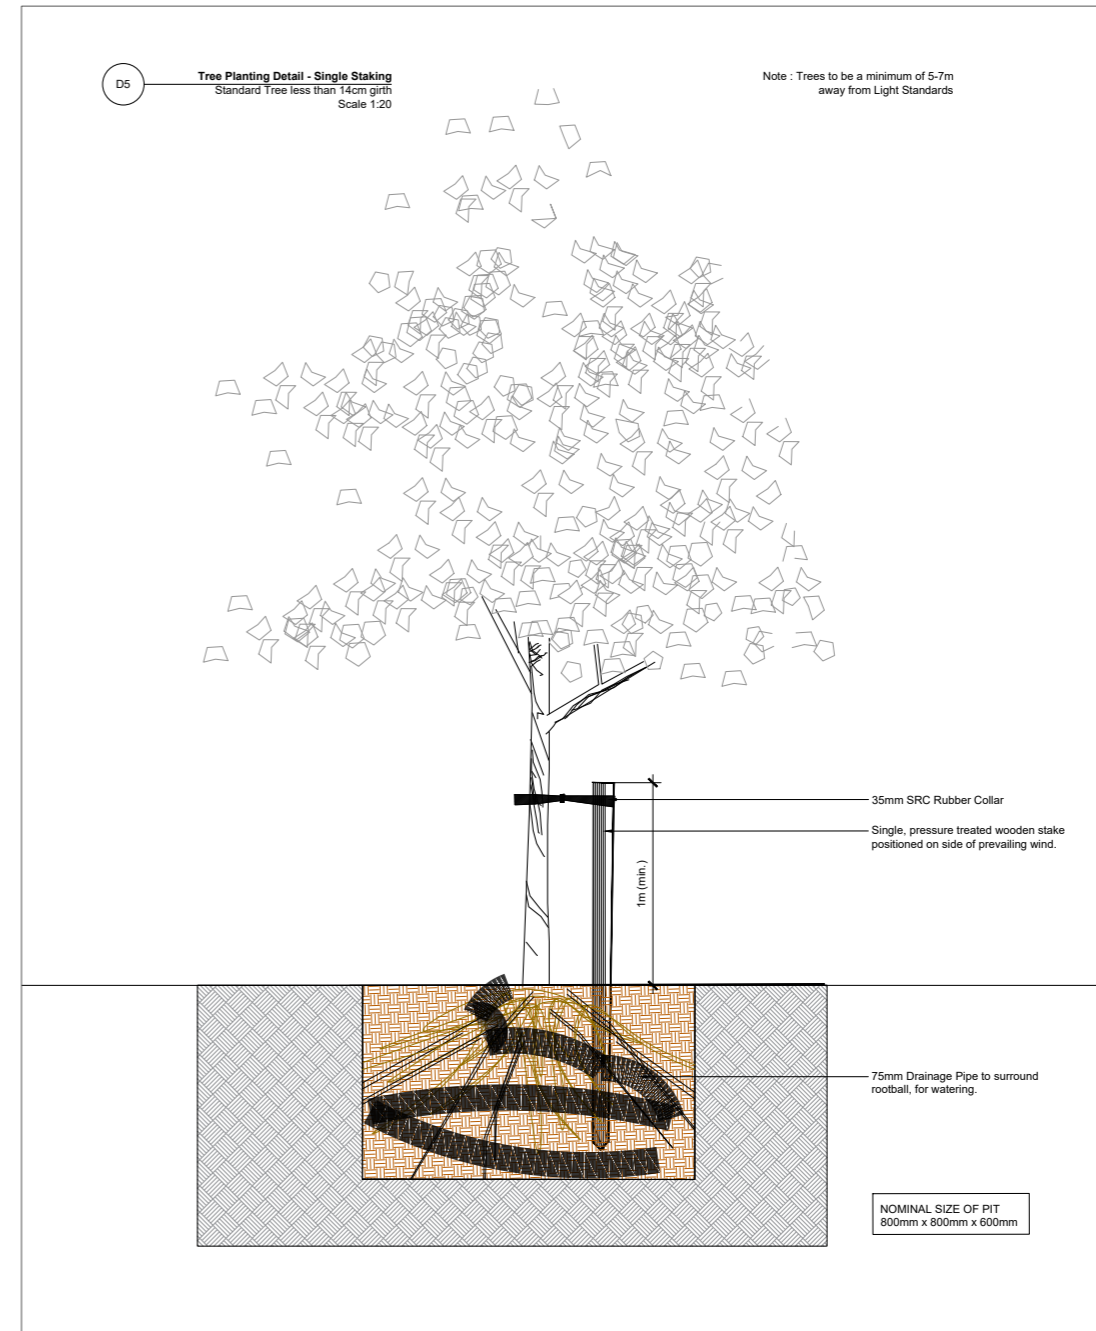 D5
Tree Planting Detail - Single Staking
Standard Tree less than 14cm girth
Scale 1:20
Note : Trees to be a minimum of 5-7m
away from Light Standards
35mm SRC Rubber Collar
Single, pressure treated wooden stake
positioned on side of prevailing wind.
1m (min.)
75mm Drainage Pipe to surround
rootball, for watering.
NOMINAL SIZE OF PIT
800mm x 800mm x 600mm